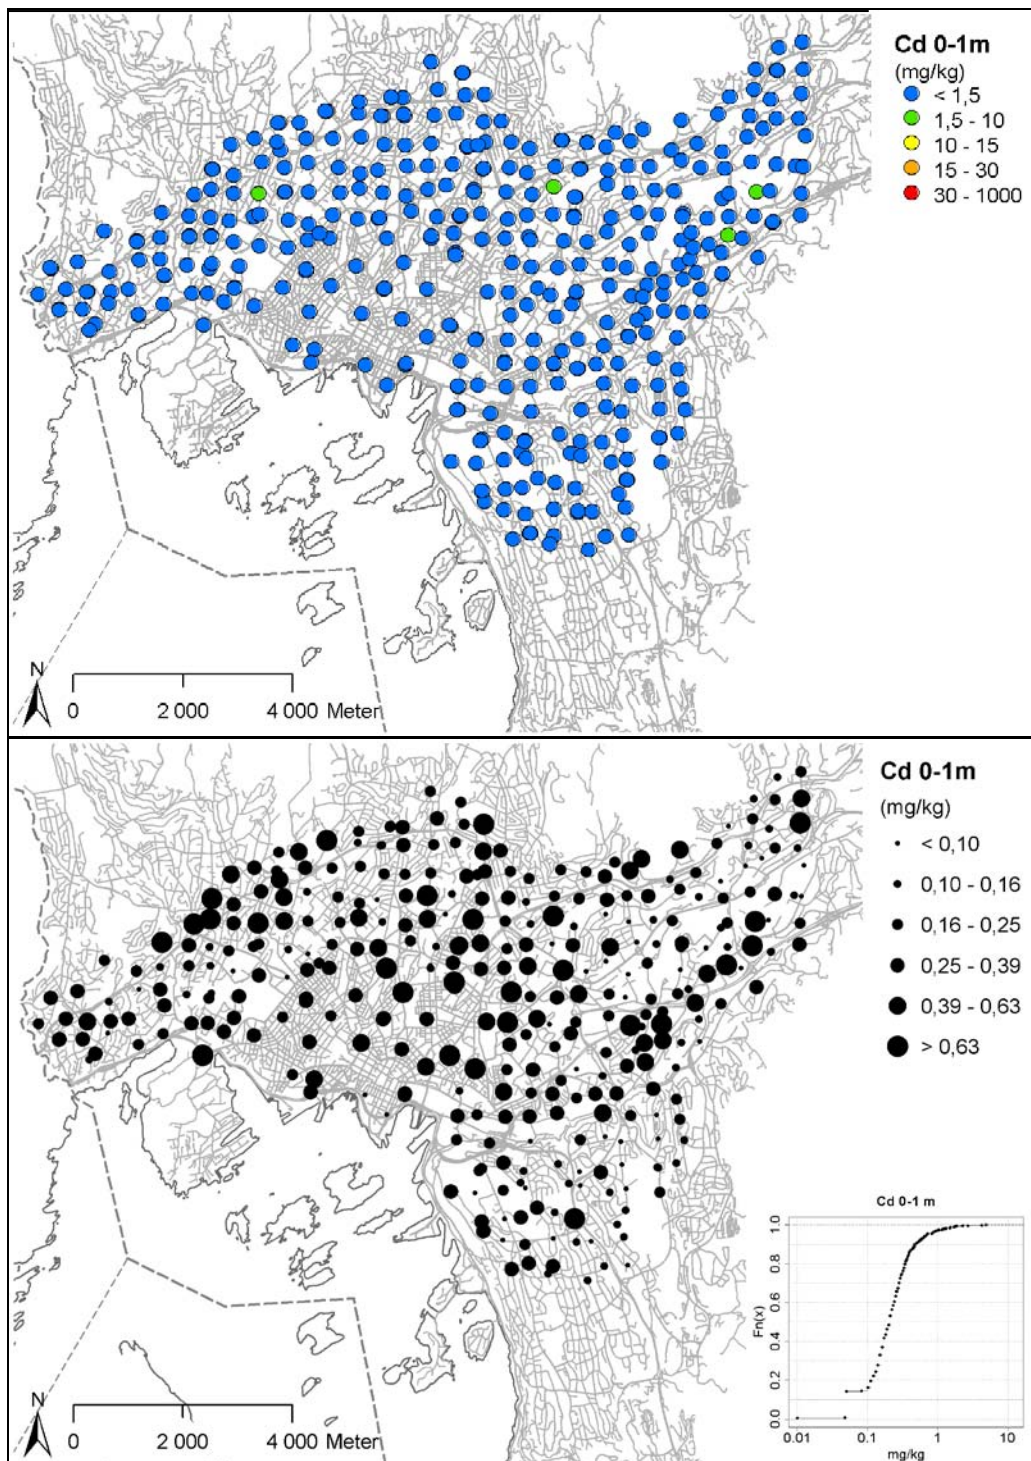 Cd 0-1m
(mg/kg)
< 1,5
1,5 - 10
10 - 15
15 - 30
30 - 1000
N
0 2 000 4 000 Meter
Cd 0-1m
(mg/kg)
< 0,10
0,10 - 0,16
0,16 - 0,25
0,25 - 0,39
0,39 - 0,63
> 0,63
N
0 2 000 4 000 Meter
Cd 0-1 m
Fn(x)
1.0
0.8
0.6
0.4
0.2
0.0
0.01 0.1 1 10
mg/kg